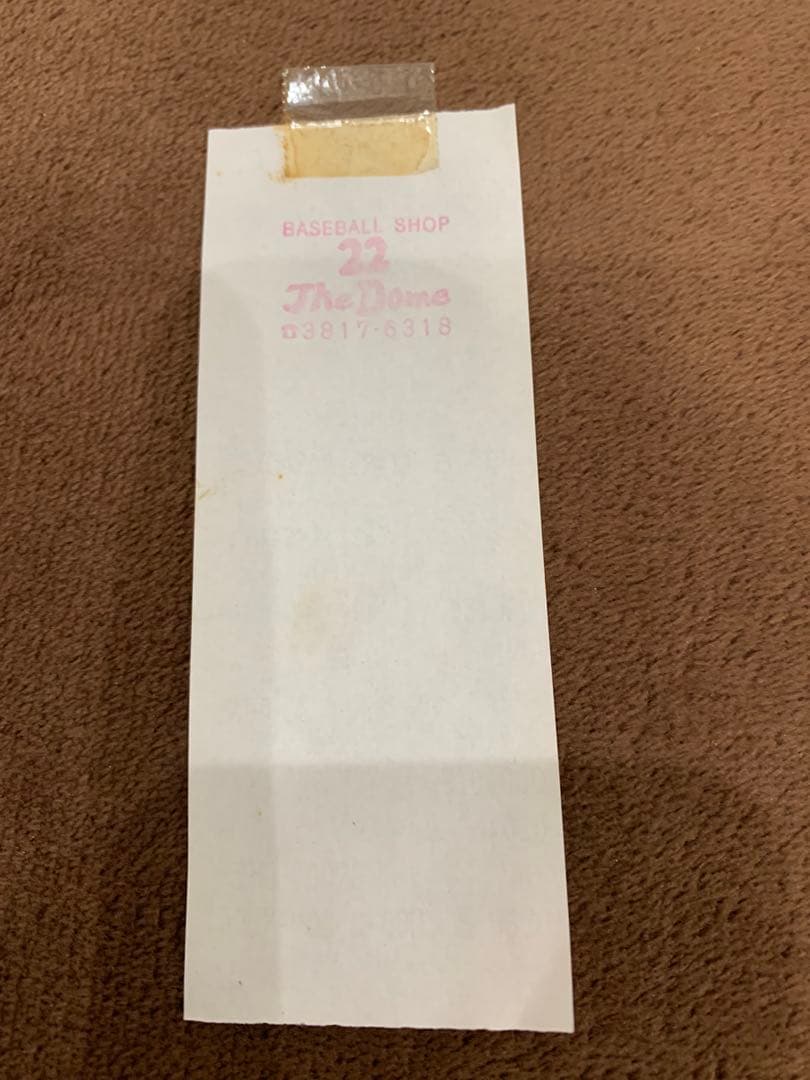 BASEBALL SHOP
22
The Dome
☎3817-6318